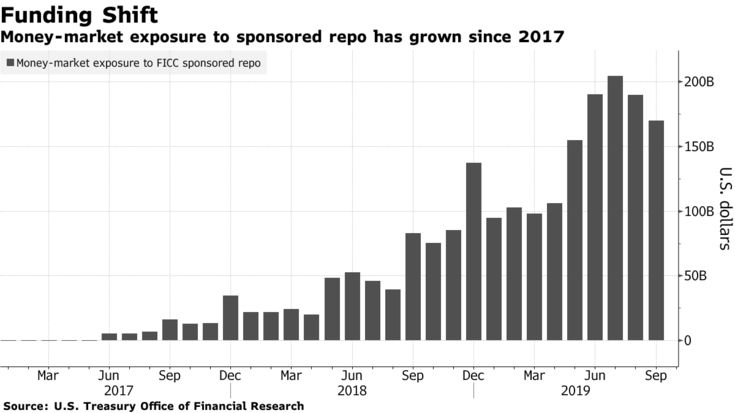 Funding Shift
Money-market exposure to sponsored repo has grown since 2017
Money-market exposure to FICC sponsored repo
200B
150B
100B
50B
0
U.S. dollars
Mar Jun Sep Dec Mar Jun Sep Dec Mar Jun Sep
2017 2018 2019
Source: U.S. Treasury Office of Financial Research